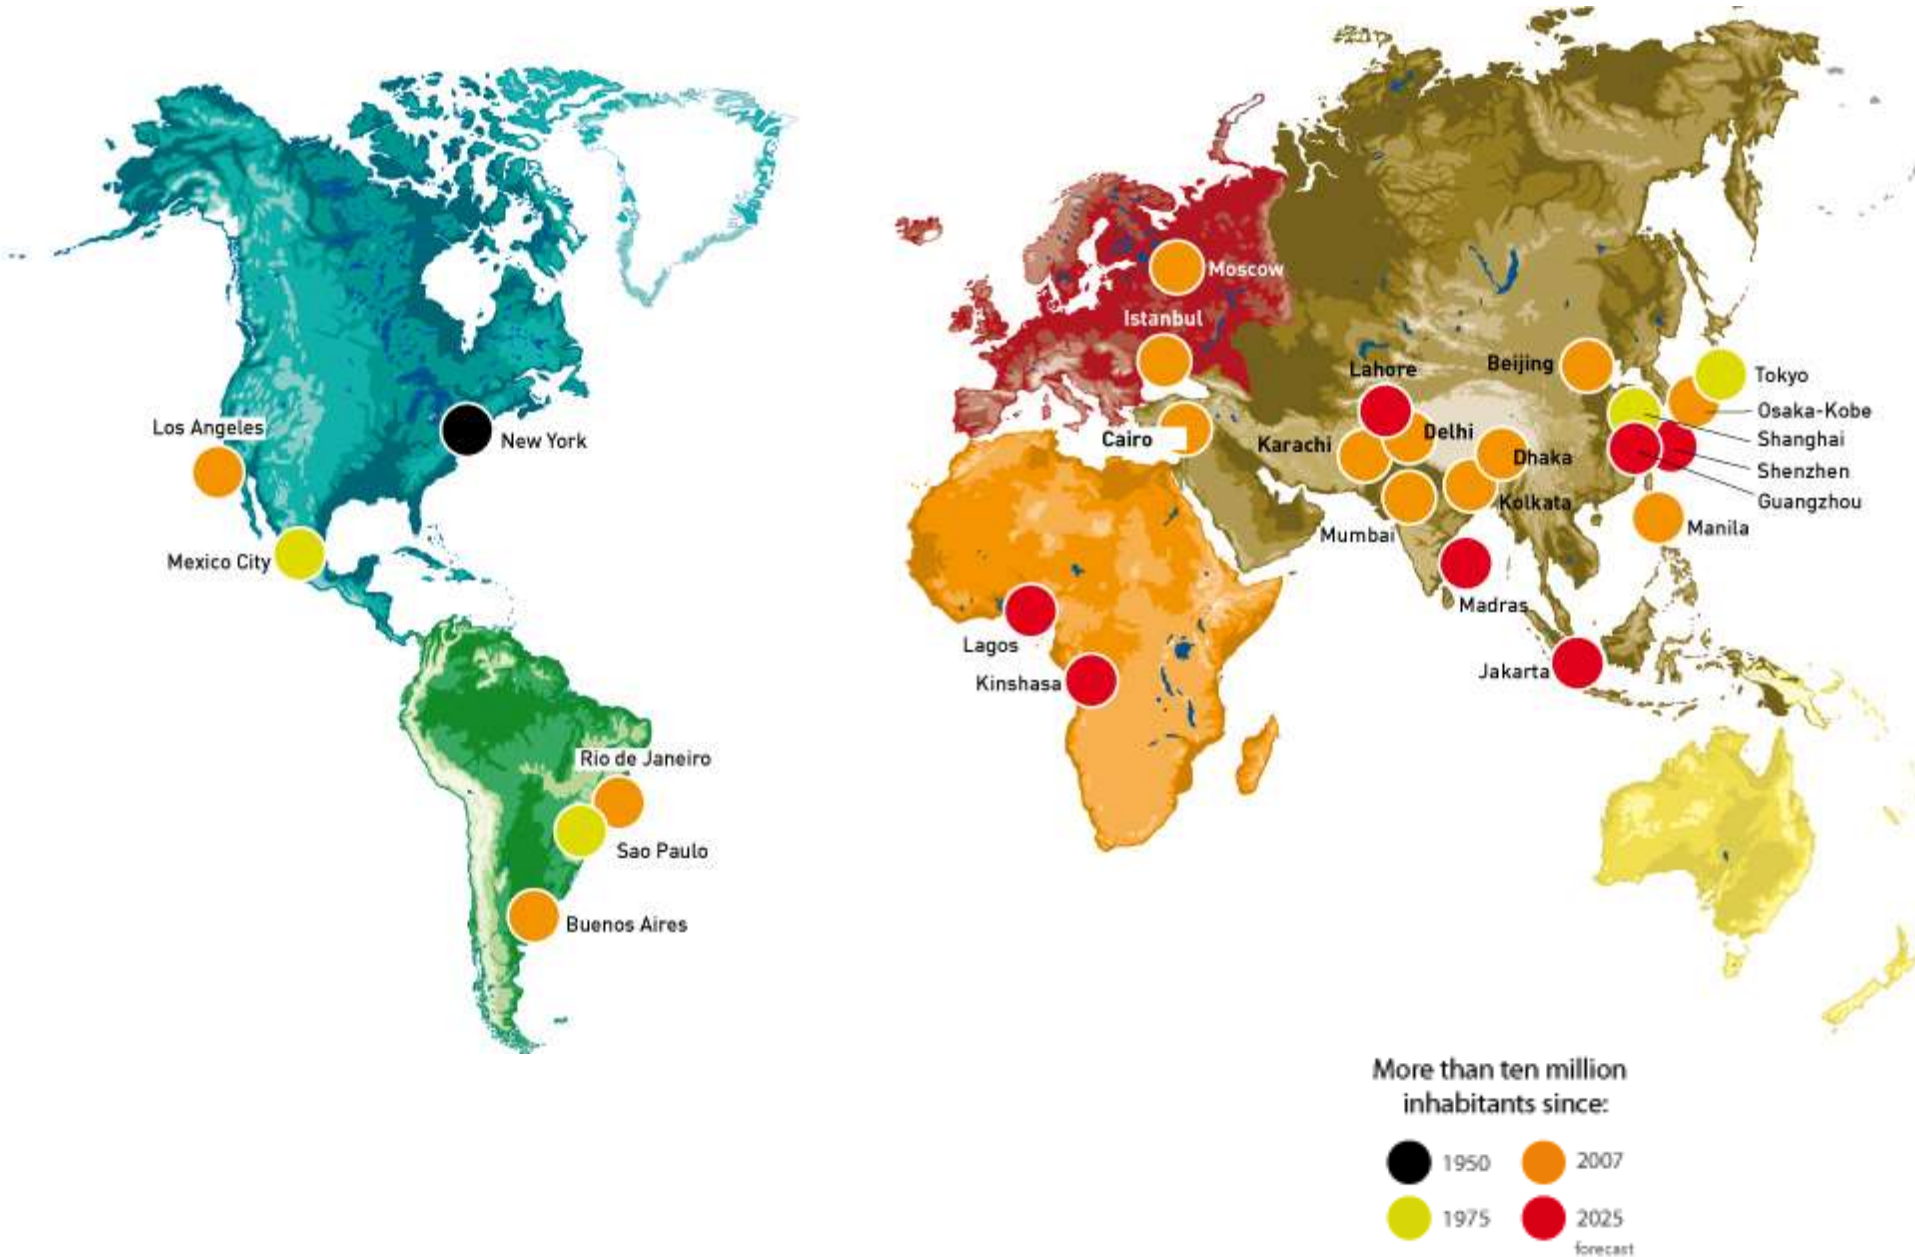 Moscow
Istanbul
Lahore
Beijing
Tokyo
Osaka-Kobe
Los Angeles
New York
Cairo
Karachi
Delhi
Shanghai
Dhaka
Shenzhen
Kolkata
Guangzhou
Mumbai
Manila
Mexico City
Madras
Lagos
Jakarta
Kinshasa
Rio de Janeiro
Sao Paulo
Buenos Aires
More than ten million
inhabitants since:
1950
2007
1975
2025
forecast